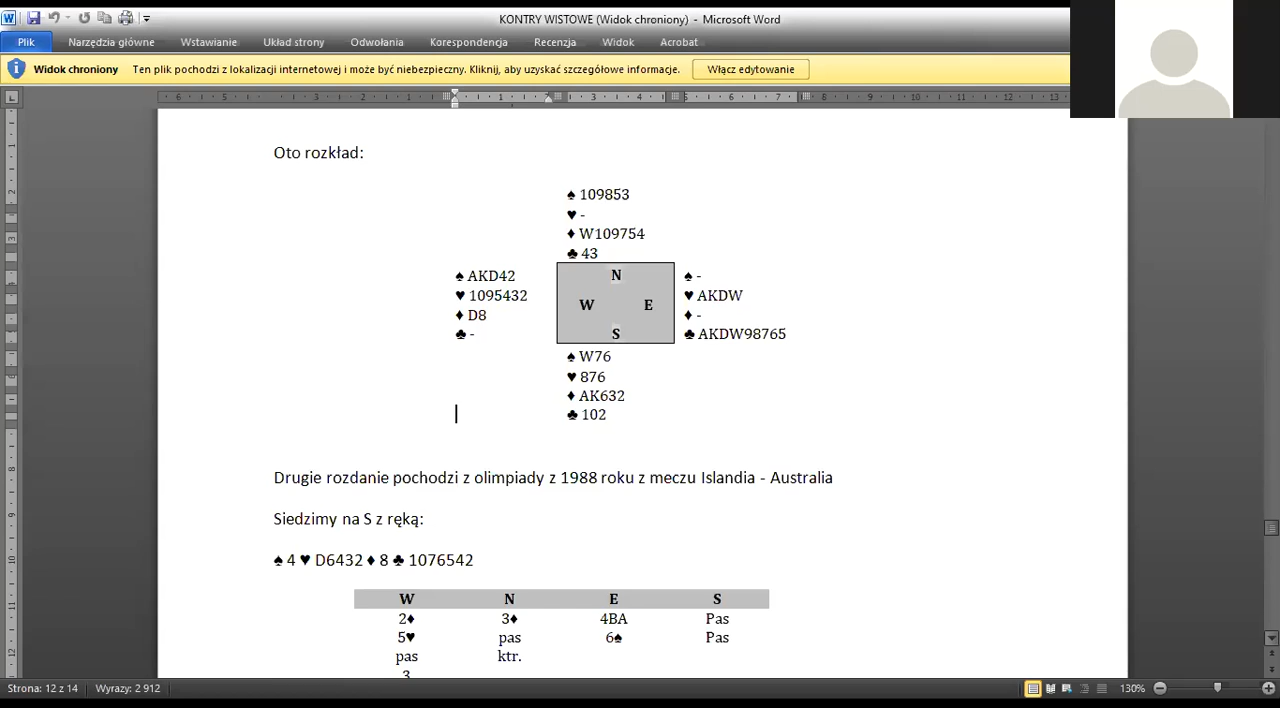 KONTRY WISTOWE (Widok chroniony) - Microsoft Word
Plik Narzędzia główne Wstawianie Układ strony Odwołania Korespondencja Recenzja Widok Acrobat
Widok chroniony Ten plik pochodzi z lokalizacji internetowej i może być niebezpieczny. Kliknij, aby uzyskać szczegółowe informacje. Włącz edytowanie
Oto rozkład:
♠ 109853
♥ -
♦ W109754
♣ 43
♠ AKD42 N ♠ -
♥ 1095432 W E ♥ AKDW
♦ D8 ♦ -
♣ - S ♣ AKDW98765
♠ W76
♥ 876
♦ AK632
♣ 102
Drugie rozdanie pochodzi z olimpiady z 1988 roku z meczu Islandia - Australia
Siedzimy na S z ręką:
♠ 4 ♥ D6432 ♦ 8 ♣ 1076542
W N E S
2♦ 3♦ 4BA Pas
5♥ pas 6♠ Pas
pas ktr.
Strona: 12 z 14 Wyrazy: 2 912 130%